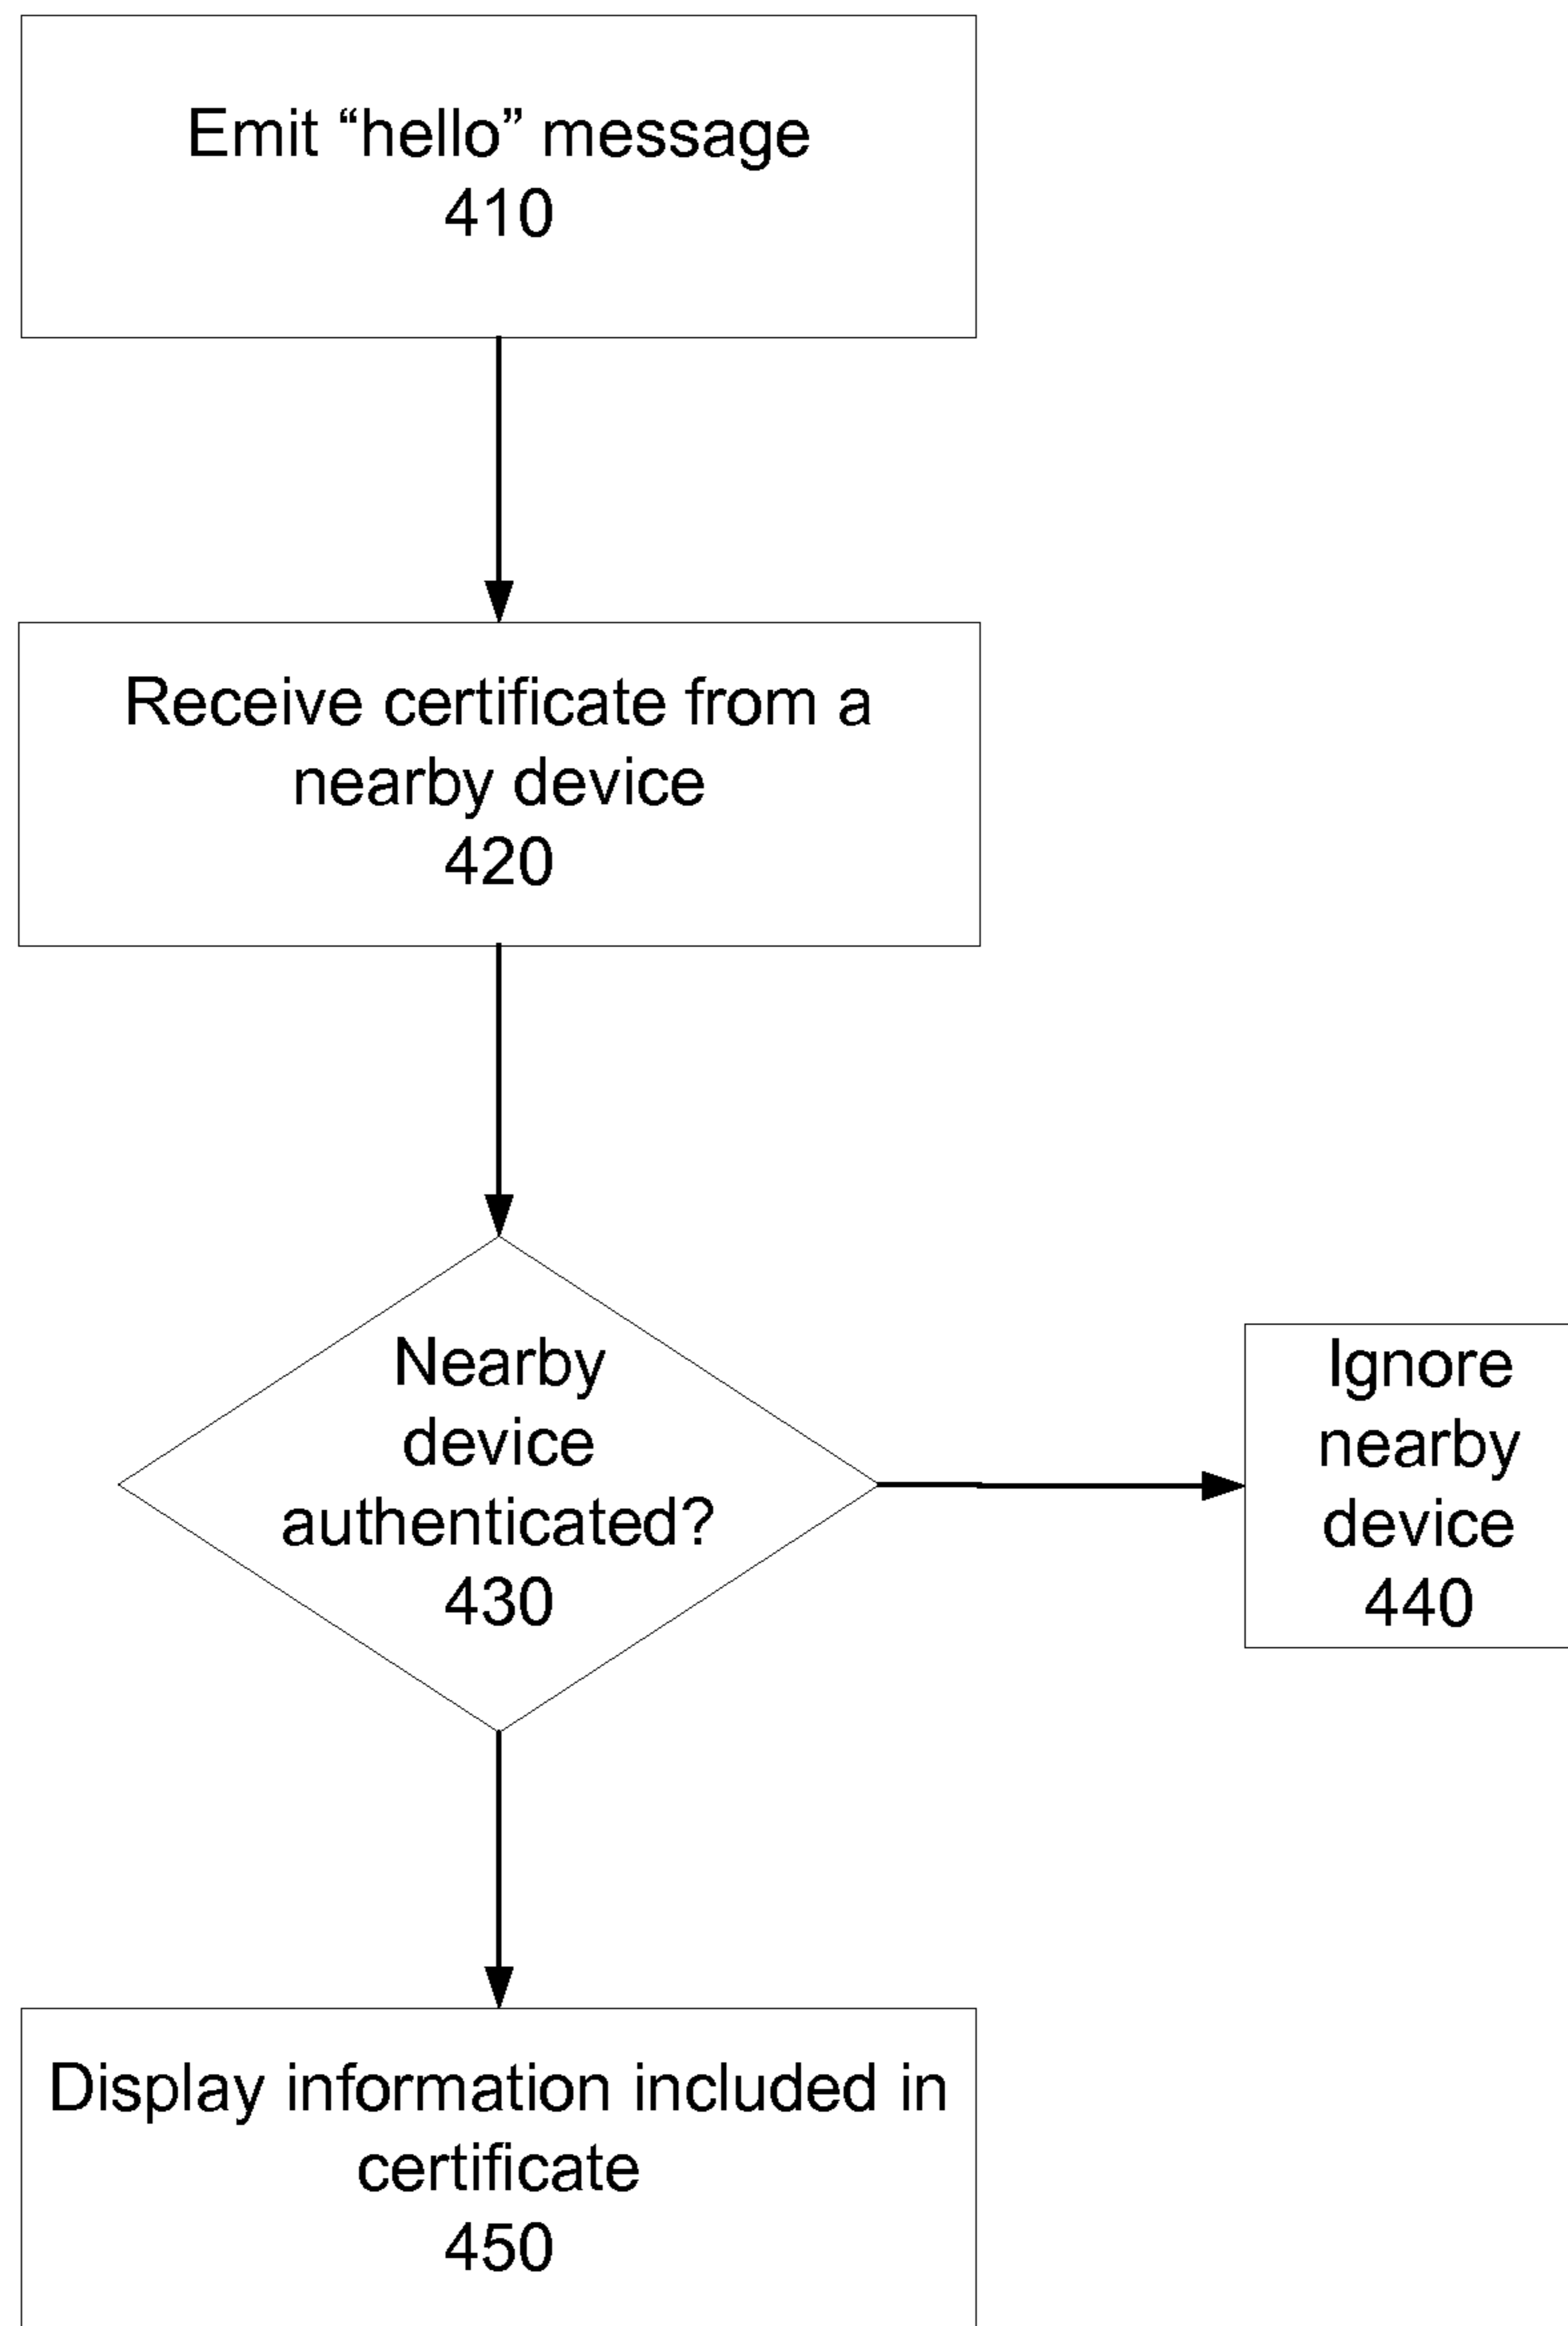 Emit “hello” message
410
Receive certificate from a
nearby device
420
Nearby
device
authenticated?
430
Ignore
nearby
device
440
Display information included in
certificate
450